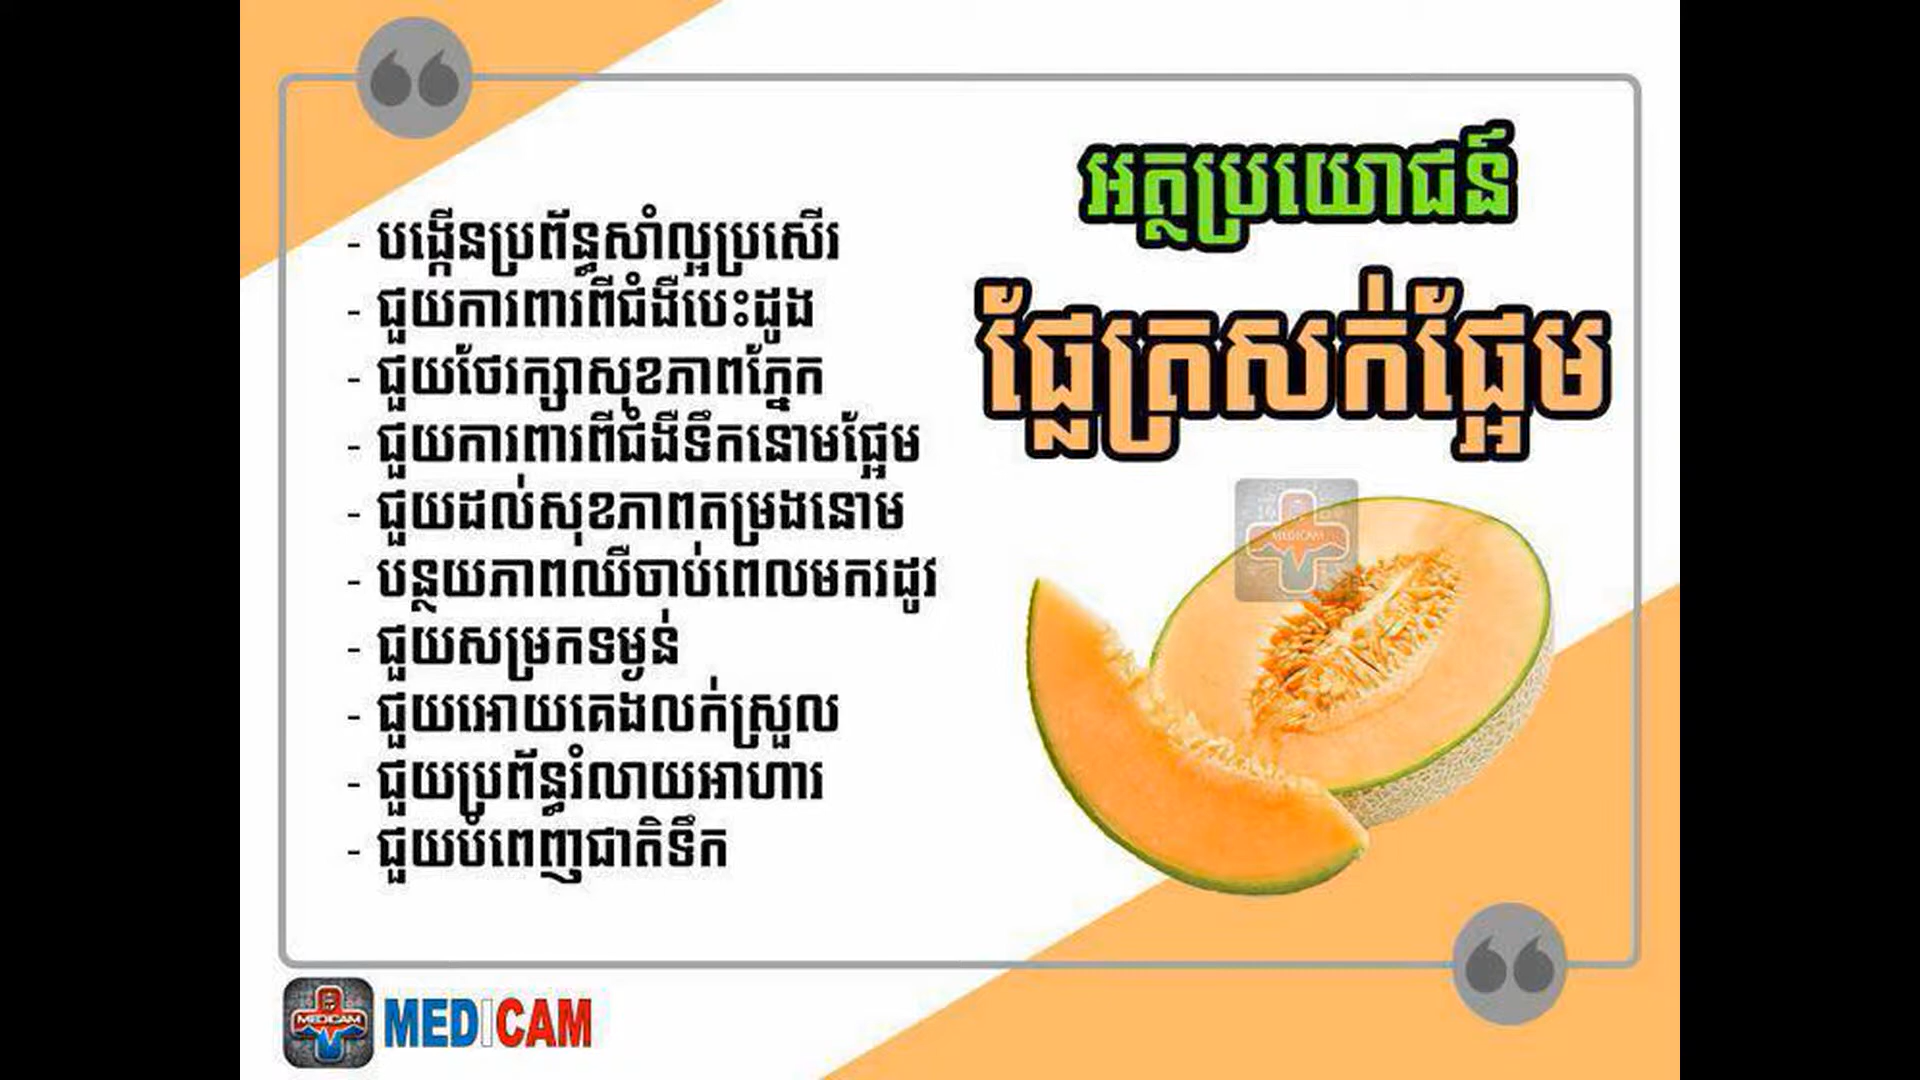 អត្ថប្រយោជន៍
ផ្លែត្រសក់ផ្អែម
- បង្កើនប្រព័ន្ធសាំល្អប្រសើរ
- ជួយការពារពីជំងឺបេះដូង
- ជួយថែរក្សាសុខភាពភ្នែក
- ជួយការពារពីជំងឺទឹកនោមផ្អែម
- ជួយដល់សុខភាពតម្រងនោម
- បន្ថយភាពឈឺចាប់ពេលមករដូវ
- ជួយសម្រកទម្ងន់
- ជួយអោយគេងលក់ស្រួល
- ជួយប្រព័ន្ធរំលាយអាហារ
- ជួយបំពេញជាតិទឹក
MEDICAM
MEDICAM
MEDICAM